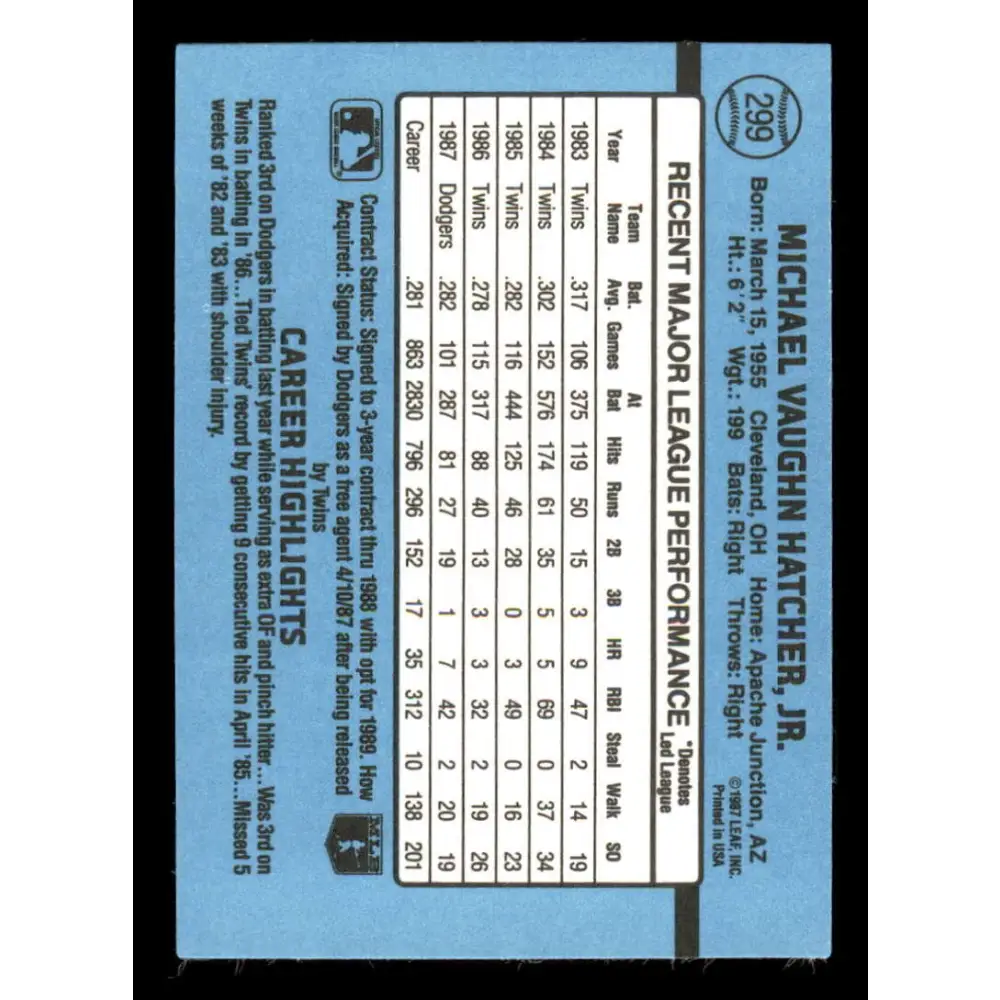 299
MICHAEL VAUGHN HATCHER, JR.
Born: March 15, 1955 Cleveland, OH Home: Apache Junction, AZ
Ht.: 6'2" Wgt.: 199 Bats: Right Throws: Right
©1987 LEAF, INC.
Printed in USA
RECENT MAJOR LEAGUE PERFORMANCE
*Denotes
Led League
Year Team Name Bat. Avg. Games At Bat Hits Runs 2B 3B HR RBI Steal Walk SO
1983 Twins .317 106 375 119 50 15 3 9 47 2 14 19
1984 Twins .302 152 576 174 61 35 5 5 69 0 37 34
1985 Twins .282 116 444 125 46 28 0 3 49 0 16 23
1986 Twins .278 115 317 88 40 13 3 3 32 2 19 26
1987 Dodgers .282 101 287 81 27 19 1 7 42 2 20 19
Career .281 863 2830 796 296 152 17 35 312 10 138 201
Contract Status: Signed to 3-year contract thru 1988 with opt for 1989. How
Acquired: Signed by Dodgers as a free agent 4/10/87 after being released
by Twins
MLB
CAREER HIGHLIGHTS
Ranked 3rd on Dodgers in batting last year while serving as extra OF and pinch hitter...Was 3rd on
Twins in batting in '86...Tied Twins' record by getting 9 consecutive hits in April '85...Missed 5
weeks of '82 and '83 with shoulder injury.